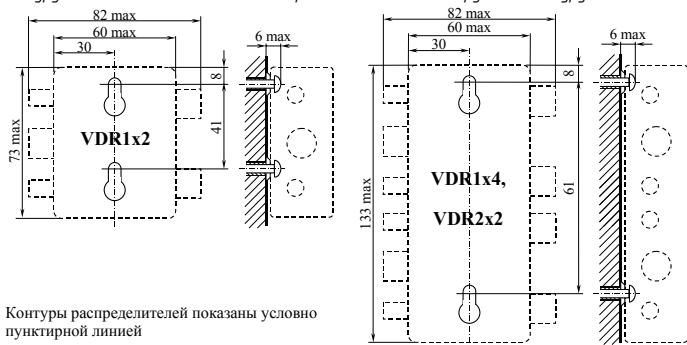 82 max
60 max
30
6 max
8
73 max
41
VDR1x2
82 max
60 max
30
6 max
8
133 max
61
VDR1x4,
VDR2x2
Контуры распределителей показаны условно
пунктирной линией